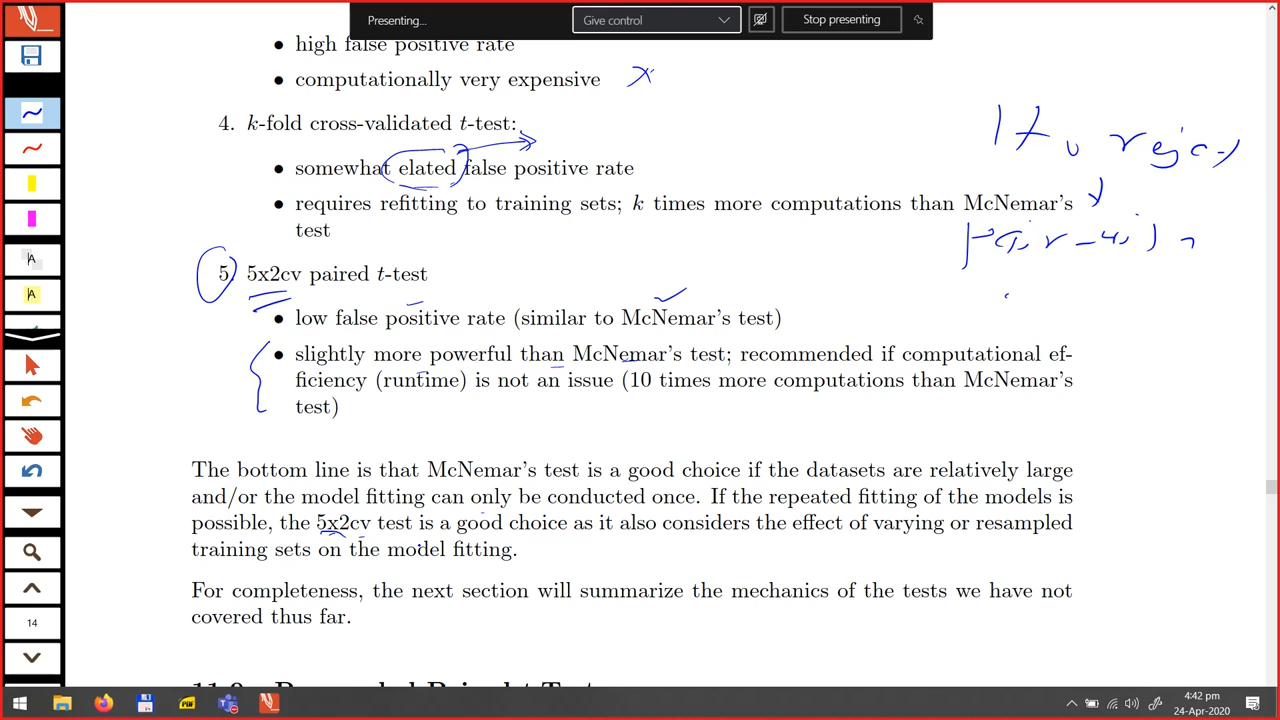 Presenting...
Give control
Stop presenting
• high false positive rate
• computationally very expensive
4. k-fold cross-validated t-test:
• somewhat elated false positive rate
• requires refitting to training sets; k times more computations than McNemar's
test
5. 5x2cv paired t-test
• low false positive rate (similar to McNemar's test)
• slightly more powerful than McNemar's test; recommended if computational ef-
ficiency (runtime) is not an issue (10 times more computations than McNemar's
test)
The bottom line is that McNemar's test is a good choice if the datasets are relatively large
and/or the model fitting can only be conducted once. If the repeated fitting of the models is
possible, the 5x2cv test is a good choice as it also considers the effect of varying or resampled
training sets on the model fitting.
For completeness, the next section will summarize the mechanics of the tests we have not
covered thus far.
14
4:42 pm
24-Apr-2020